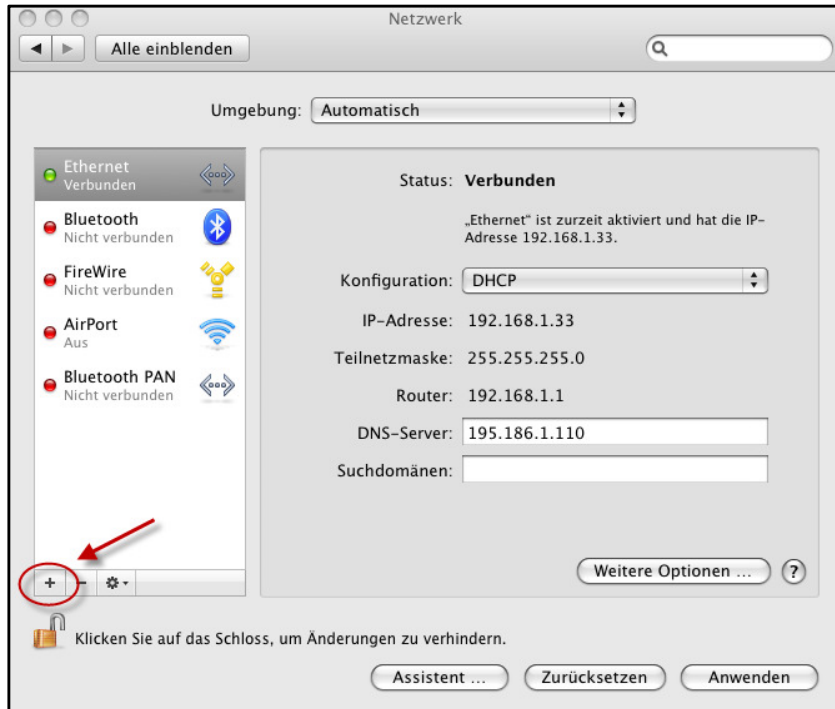 Netzwerk
Alle einblenden
Umgebung: Automatisch
Ethernet
Verbunden
Bluetooth
Nicht verbunden
FireWire
Nicht verbunden
AirPort
Aus
Bluetooth PAN
Nicht verbunden
Status: Verbunden
„Ethernet“ ist zurzeit aktiviert und hat die IP-
Adresse 192.168.1.33.
Konfiguration: DHCP
IP-Adresse: 192.168.1.33
Teilnetzmaske: 255.255.255.0
Router: 192.168.1.1
DNS-Server: 195.186.1.110
Suchdomänen:
Weitere Optionen ... ?
Klicken Sie auf das Schloss, um Änderungen zu verhindern.
Assistent ... Zurücksetzen Anwenden